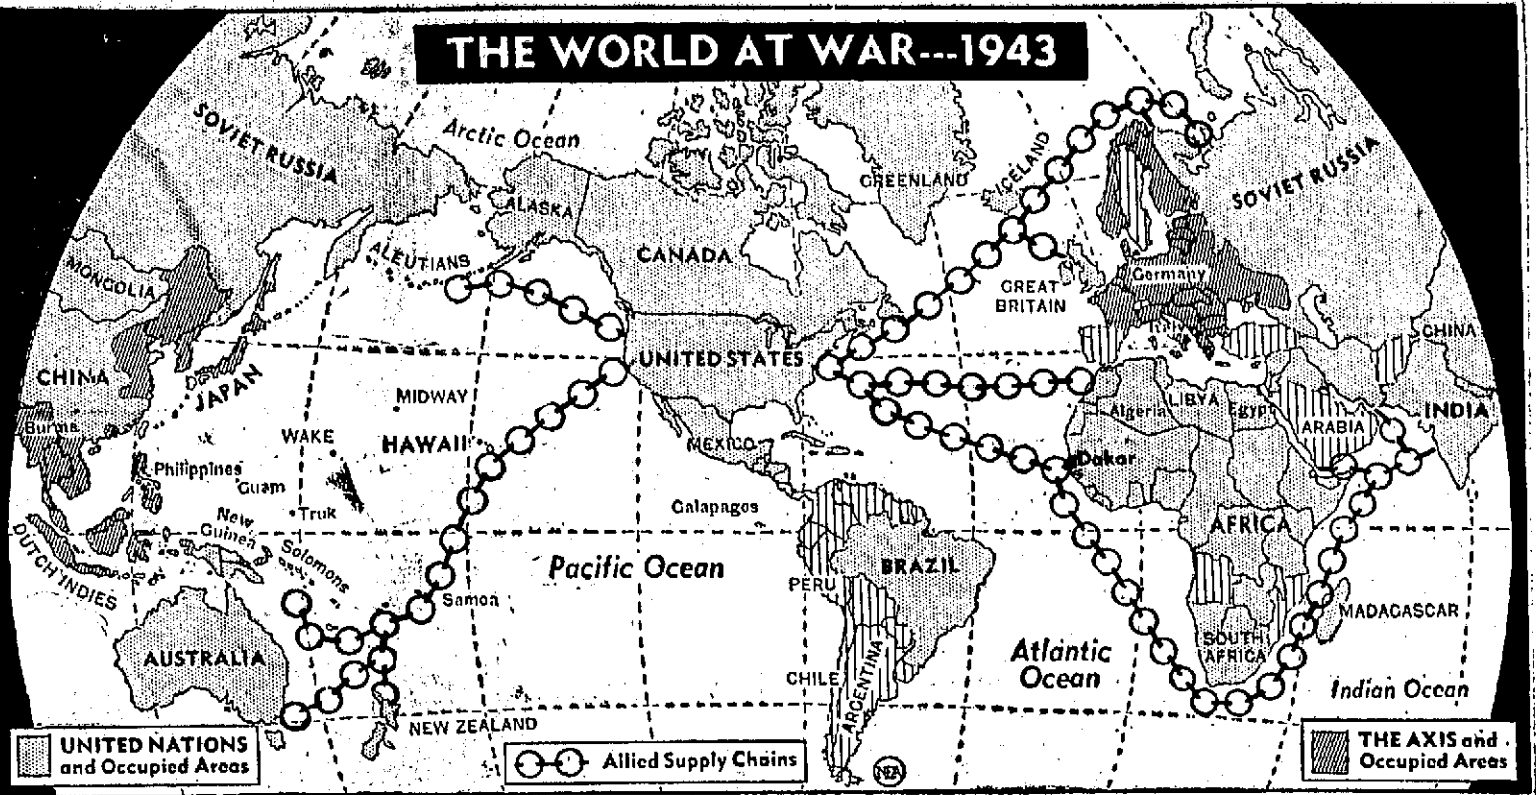 THE WORLD AT WAR---1943
SOVIET RUSSIA
Arctic Ocean
ALASKA
ALEUTIANS
MONGOLIA
CHINA
JAPAN
Burma
Philippines
Guam
WAKE
MIDWAY
HAWAII
Truk
New
Guinea
Solomons
DUTCH INDIES
AUSTRALIA
Samoa
NEW ZEALAND
Pacific Ocean
CANADA
UNITED STATES
MEXICO
Galapagos
PERU
BRAZIL
CHILE
ARGENTINA
GREENLAND
ICELAND
GREAT
BRITAIN
Germany
Italy
SOVIET RUSSIA
CHINA
INDIA
ARABIA
Algeria
LIBYA
Egypt
Dakar
AFRICA
SOUTH
AFRICA
MADAGASCAR
Atlantic
Ocean
Indian Ocean
UNITED NATIONS
and Occupied Areas
Allied Supply Chains
NEA
THE AXIS and
Occupied Areas